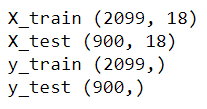 X_train (2099, 18)
X_test (900, 18)
y_train (2099,)
y_test (900,)